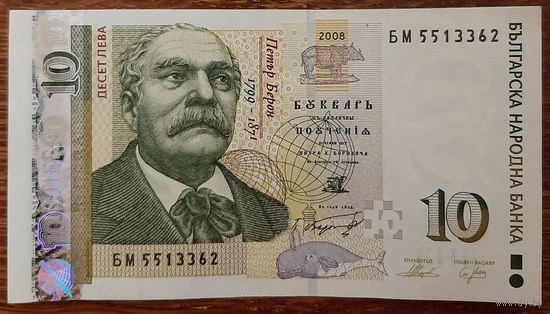 10
ДЕСЕТ ЛЕВА
Петър Берон
1799 1871
2008
БУКВАРЬ
ПОУЧЕНIѦ
БМ 5513362
БМ 5513362
10
УПРАВИТЕЛ
ГЛАВЕН КАСИЕР
БЪЛГАРСКА НАРОДНА БАНКА